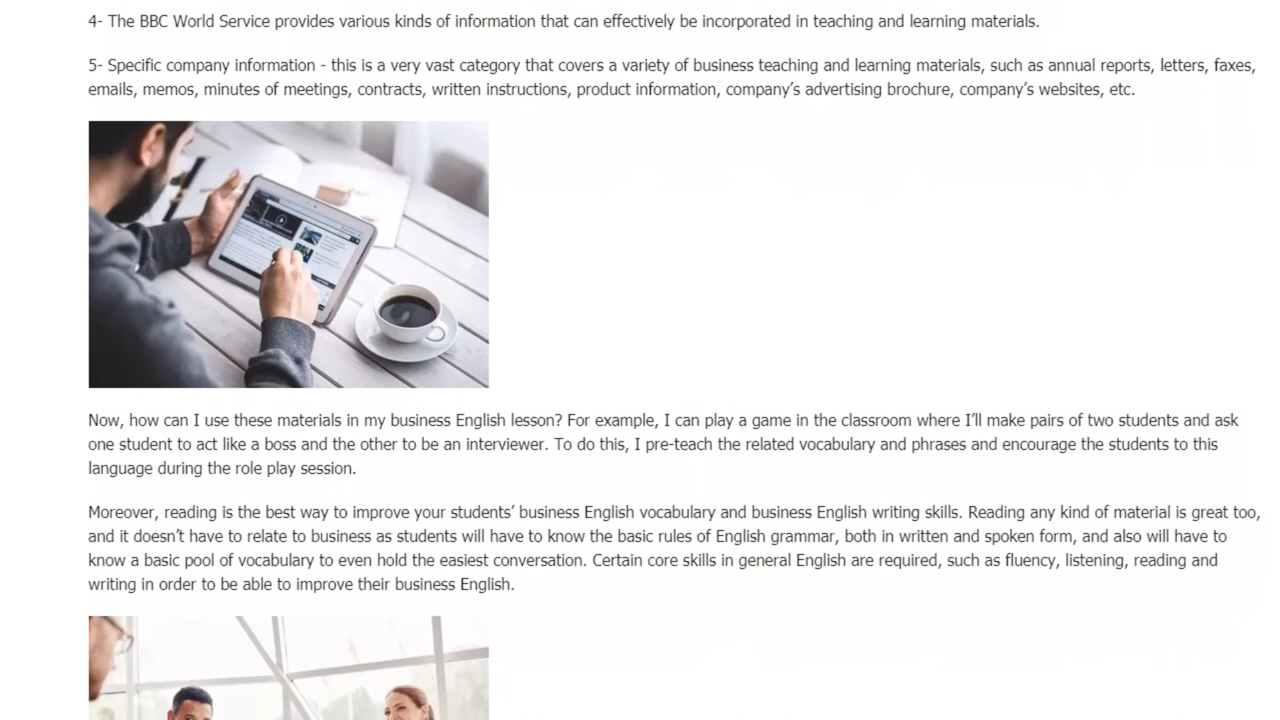 4- The BBC World Service provides various kinds of information that can effectively be incorporated in teaching and learning materials.
5- Specific company information - this is a very vast category that covers a variety of business teaching and learning materials, such as annual reports, letters, faxes,
emails, memos, minutes of meetings, contracts, written instructions, product information, company's advertising brochure, company's websites, etc.
Now, how can I use these materials in my business English lesson? For example, I can play a game in the classroom where I'll make pairs of two students and ask
one student to act like a boss and the other to be an interviewer. To do this, I pre-teach the related vocabulary and phrases and encourage the students to this
language during the role play session.
Moreover, reading is the best way to improve your students' business English vocabulary and business English writing skills. Reading any kind of material is great too,
and it doesn't have to relate to business as students will have to know the basic rules of English grammar, both in written and spoken form, and also will have to
know a basic pool of vocabulary to even hold the easiest conversation. Certain core skills in general English are required, such as fluency, listening, reading and
writing in order to be able to improve their business English.